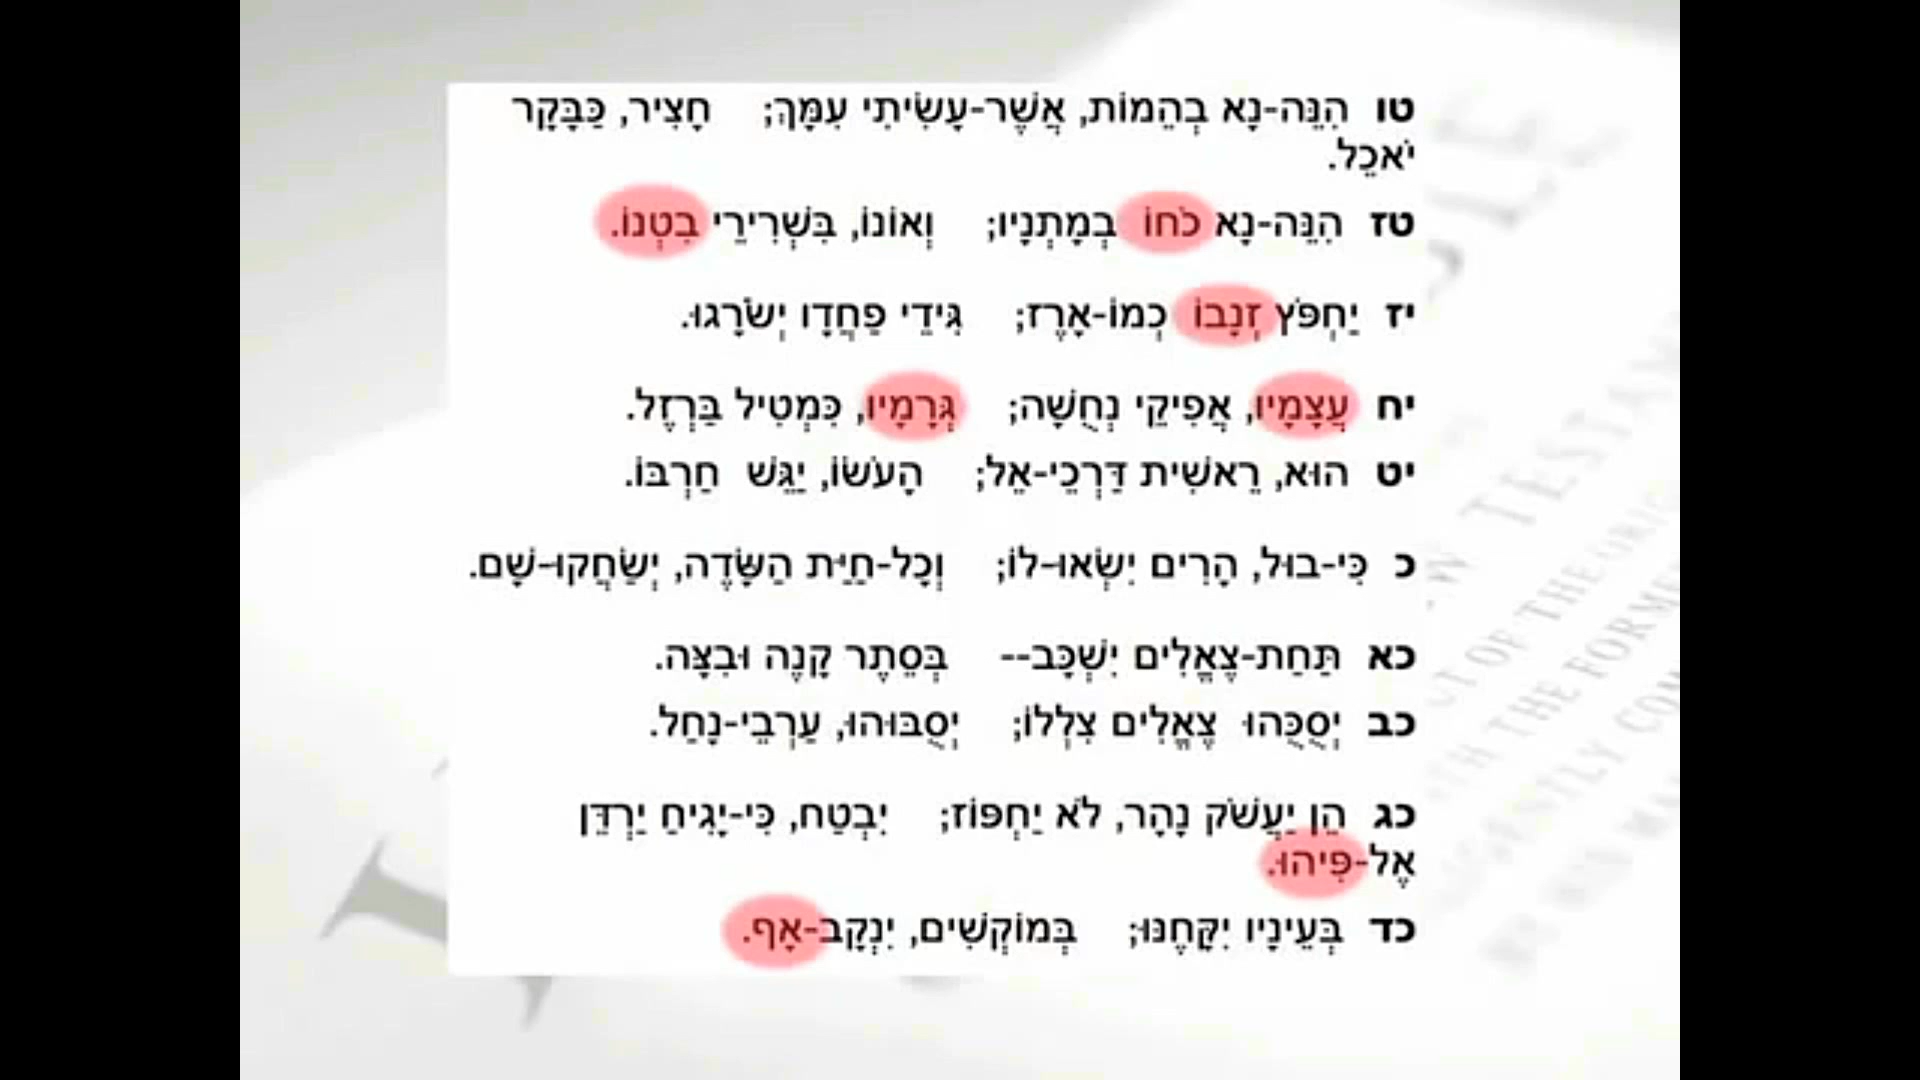 טו הִנֵּה-נָא בְהֵמוֹת, אֲשֶׁר-עָשִׂיתִי עִמָּךְ; חָצִיר, כַּבָּקָר
יֹאכֵל.
טז הִנֵּה-נָא כֹחוֹ בְמָתְנָיו; וְאוֹנוֹ, בִּשְׁרִירֵי בִטְנוֹ.
יז יַחְפֹּץ זְנָבוֹ כְמוֹ-אָרֶז; גִּידֵי פַחֲדָו יְשֹׂרָגוּ.
יח עֲצָמָיו, אֲפִיקֵי נְחֻשָׁה; גְּרָמָיו, כִּמְטִיל בַּרְזֶל.
יט הוּא, רֵאשִׁית דַּרְכֵי-אֵל; הָעֹשׂוֹ, יַגֵּשׁ חַרְבּוֹ.
כ כִּי-בוּל, הָרִים יִשְׂאוּ-לוֹ; וְכָל-חַיַּת הַשָּׂדֶה, יְשַׂחֲקוּ-שָׁם.
כא תַּחַת-צֶאֱלִים יִשְׁכָּב-- בְּסֵתֶר קָנֶה וּבִצָּה.
כב יְסֻכֻּהוּ צֶאֱלִים צִלְלוֹ; יְסֻבּוּהוּ, עַרְבֵי-נָחַל.
כג הֵן יַעֲשֹׁק נָהָר, לֹא יַחְפּוֹז; יִבְטַח, כִּי-יָגִיחַ יַרְדֵּן
אֶל-פִּיהוּ.
כד בְּעֵינָיו יִקָּחֶנּוּ; בְּמוֹקְשִׁים, יִנְקָב-אָף.